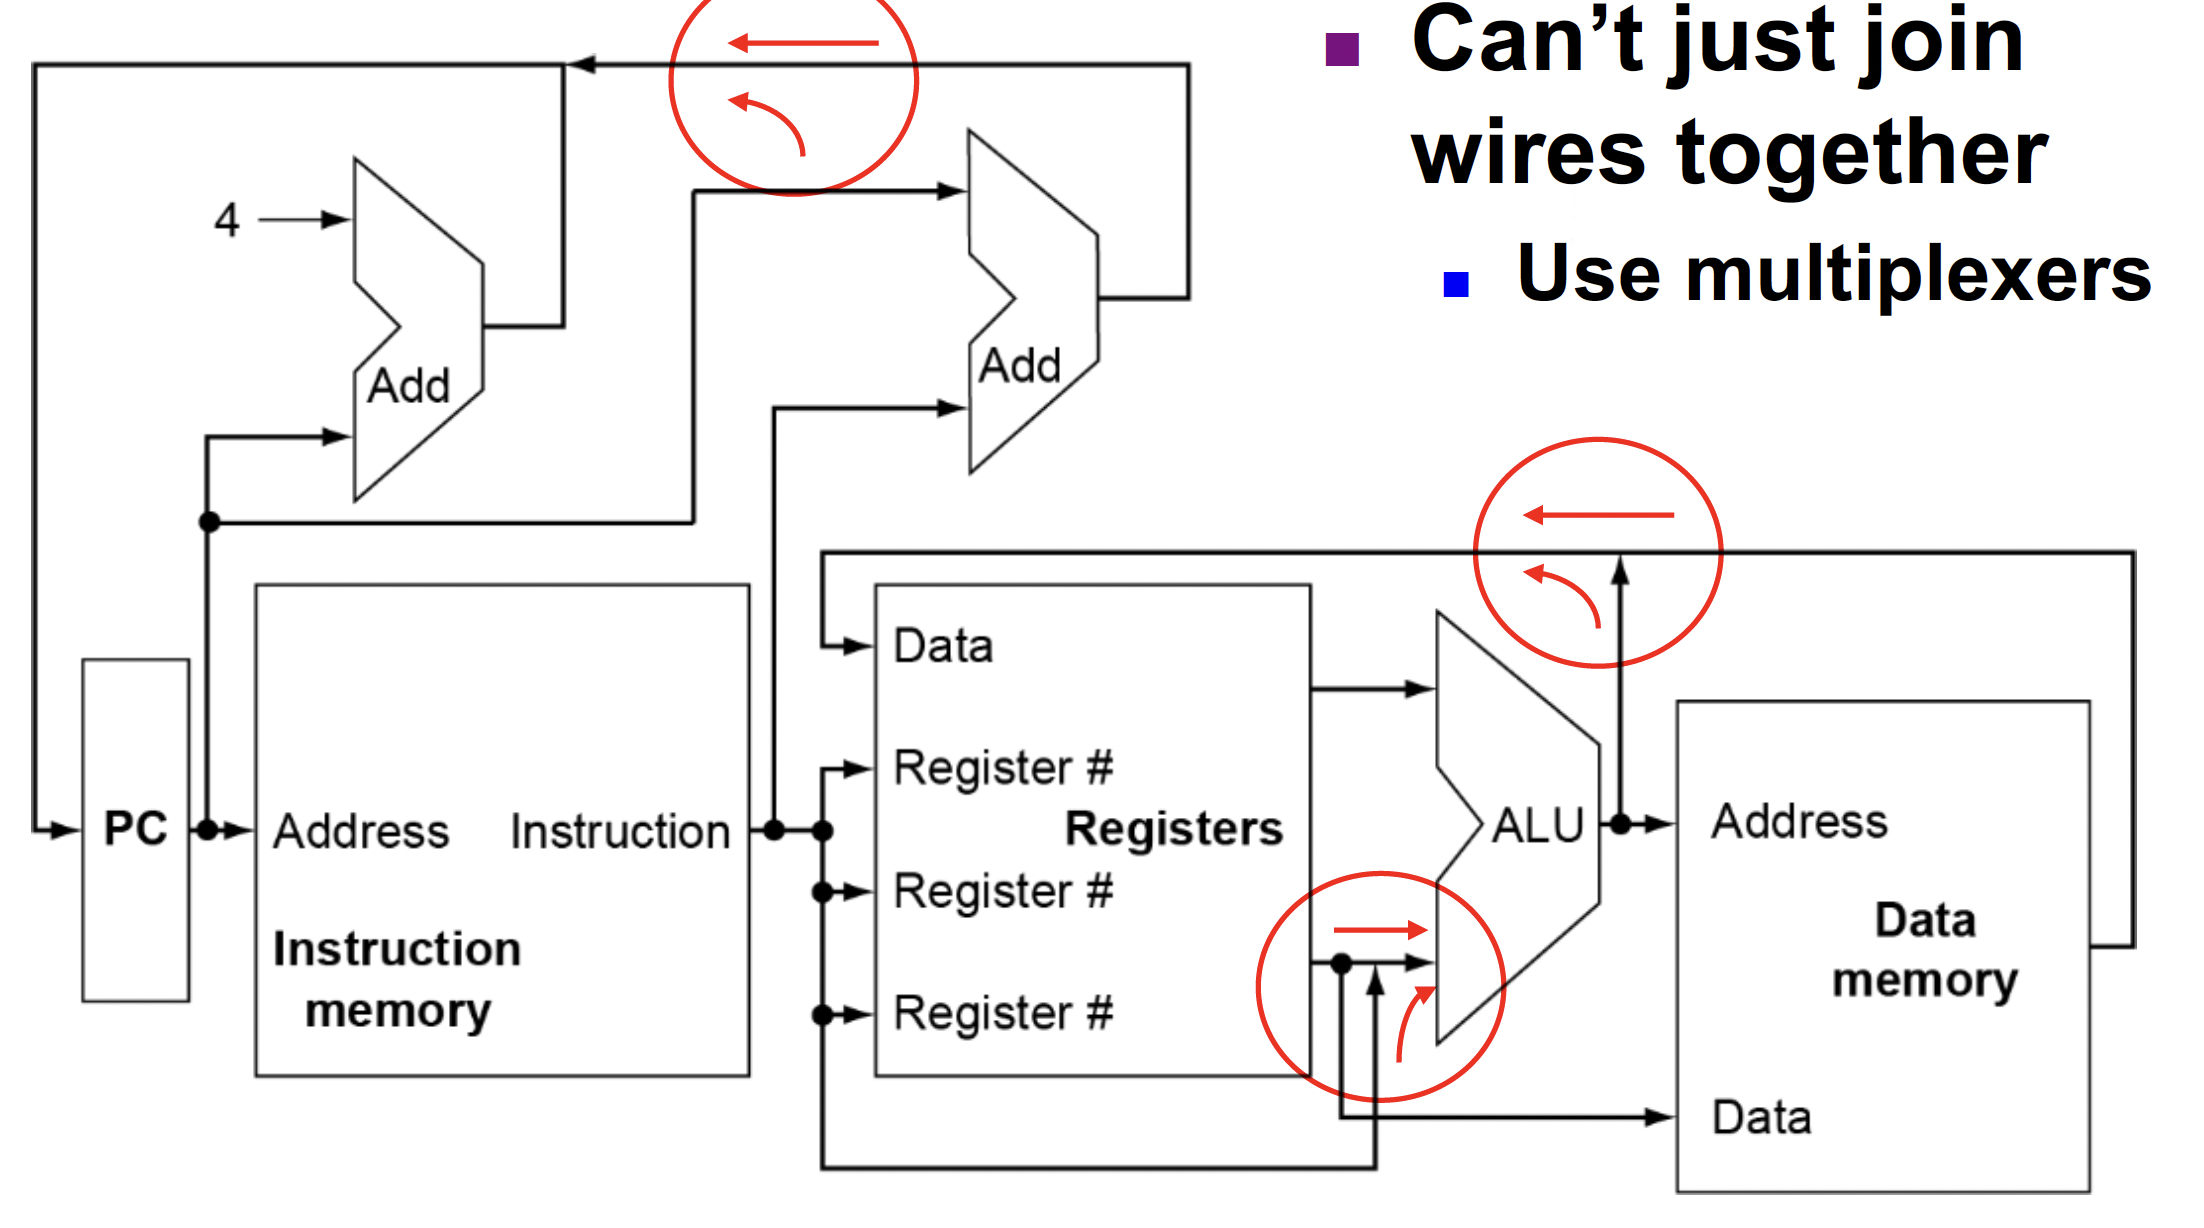 Can’t just join
wires together
Use multiplexers
4
Add
Add
PC
Address
Instruction
Instruction
memory
Data
Register #
Registers
Register #
Register #
ALU
Address
Data
memory
Data